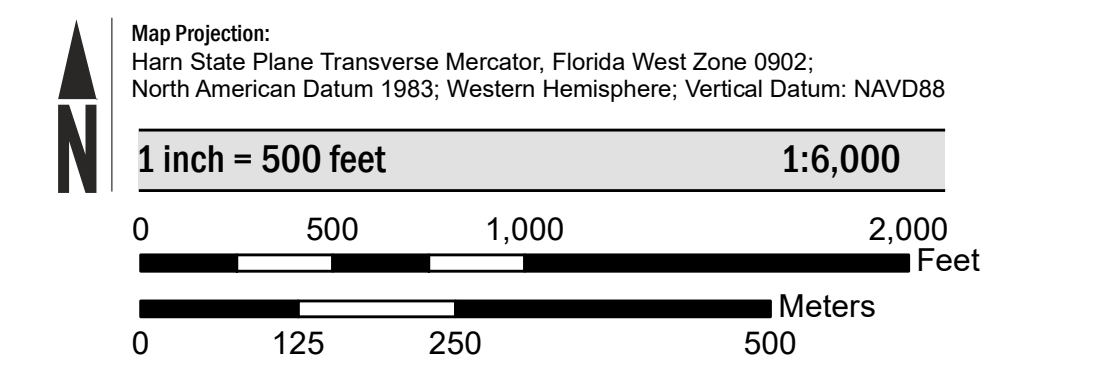 Map Projection:
Harn State Plane Transverse Mercator, Florida West Zone 0902;
North American Datum 1983; Western Hemisphere; Vertical Datum: NAVD88
N
1 inch = 500 feet 1:6,000
0 500 1,000 2,000
Feet
Meters
0 125 250 500